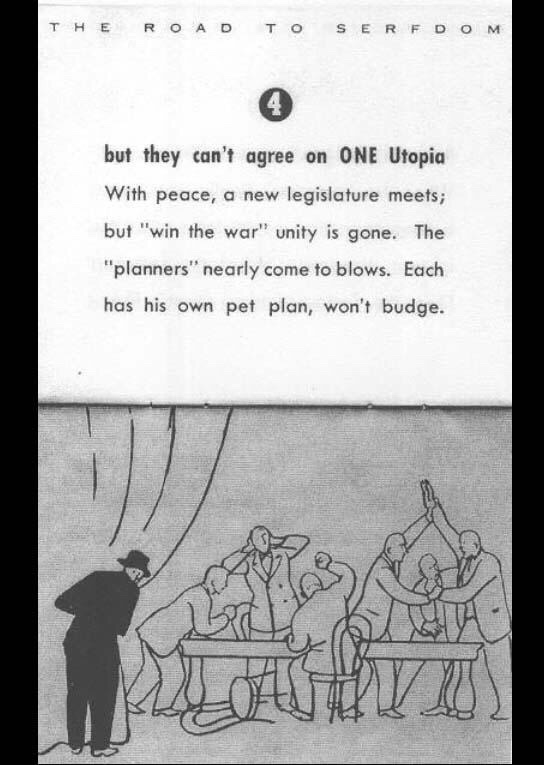 THE ROAD TO SERFDOM
4
but they can't agree on ONE Utopia
With peace, a new legislature meets;
but "win the war" unity is gone. The
"planners" nearly come to blows. Each
has his own pet plan, won't budge.